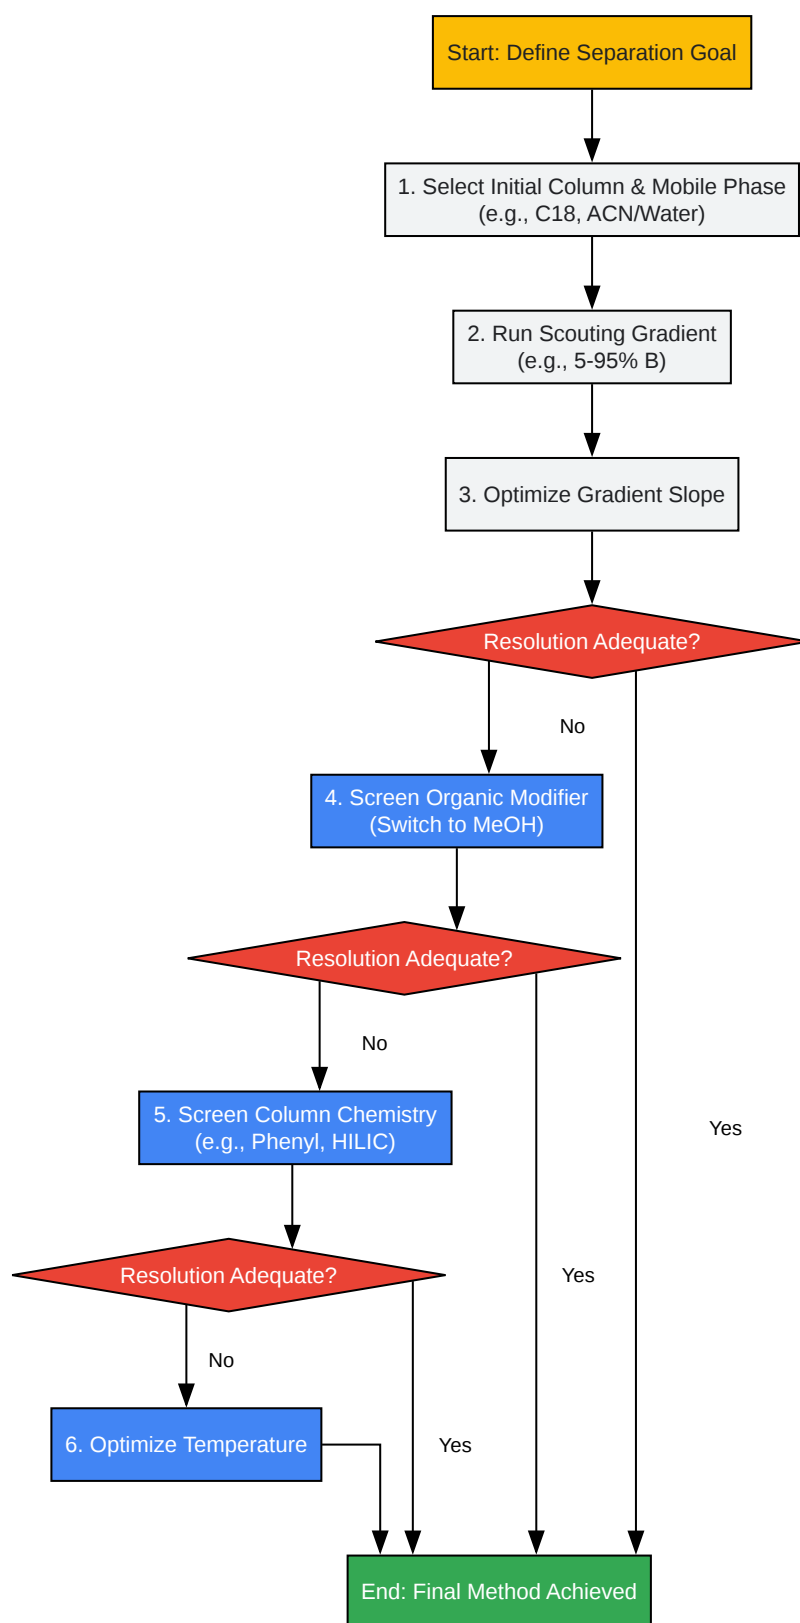 Start: Define Separation Goal
1. Select Initial Column & Mobile Phase
(e.g., C18, ACN/Water)
2. Run Scouting Gradient
(e.g., 5-95% B)
3. Optimize Gradient Slope
Resolution Adequate?
No
4. Screen Organic Modifier
(Switch to MeOH)
Resolution Adequate?
No
5. Screen Column Chemistry
(e.g., Phenyl, HILIC)
Yes
Resolution Adequate?
Yes
No
6. Optimize Temperature
Yes
End: Final Method Achieved